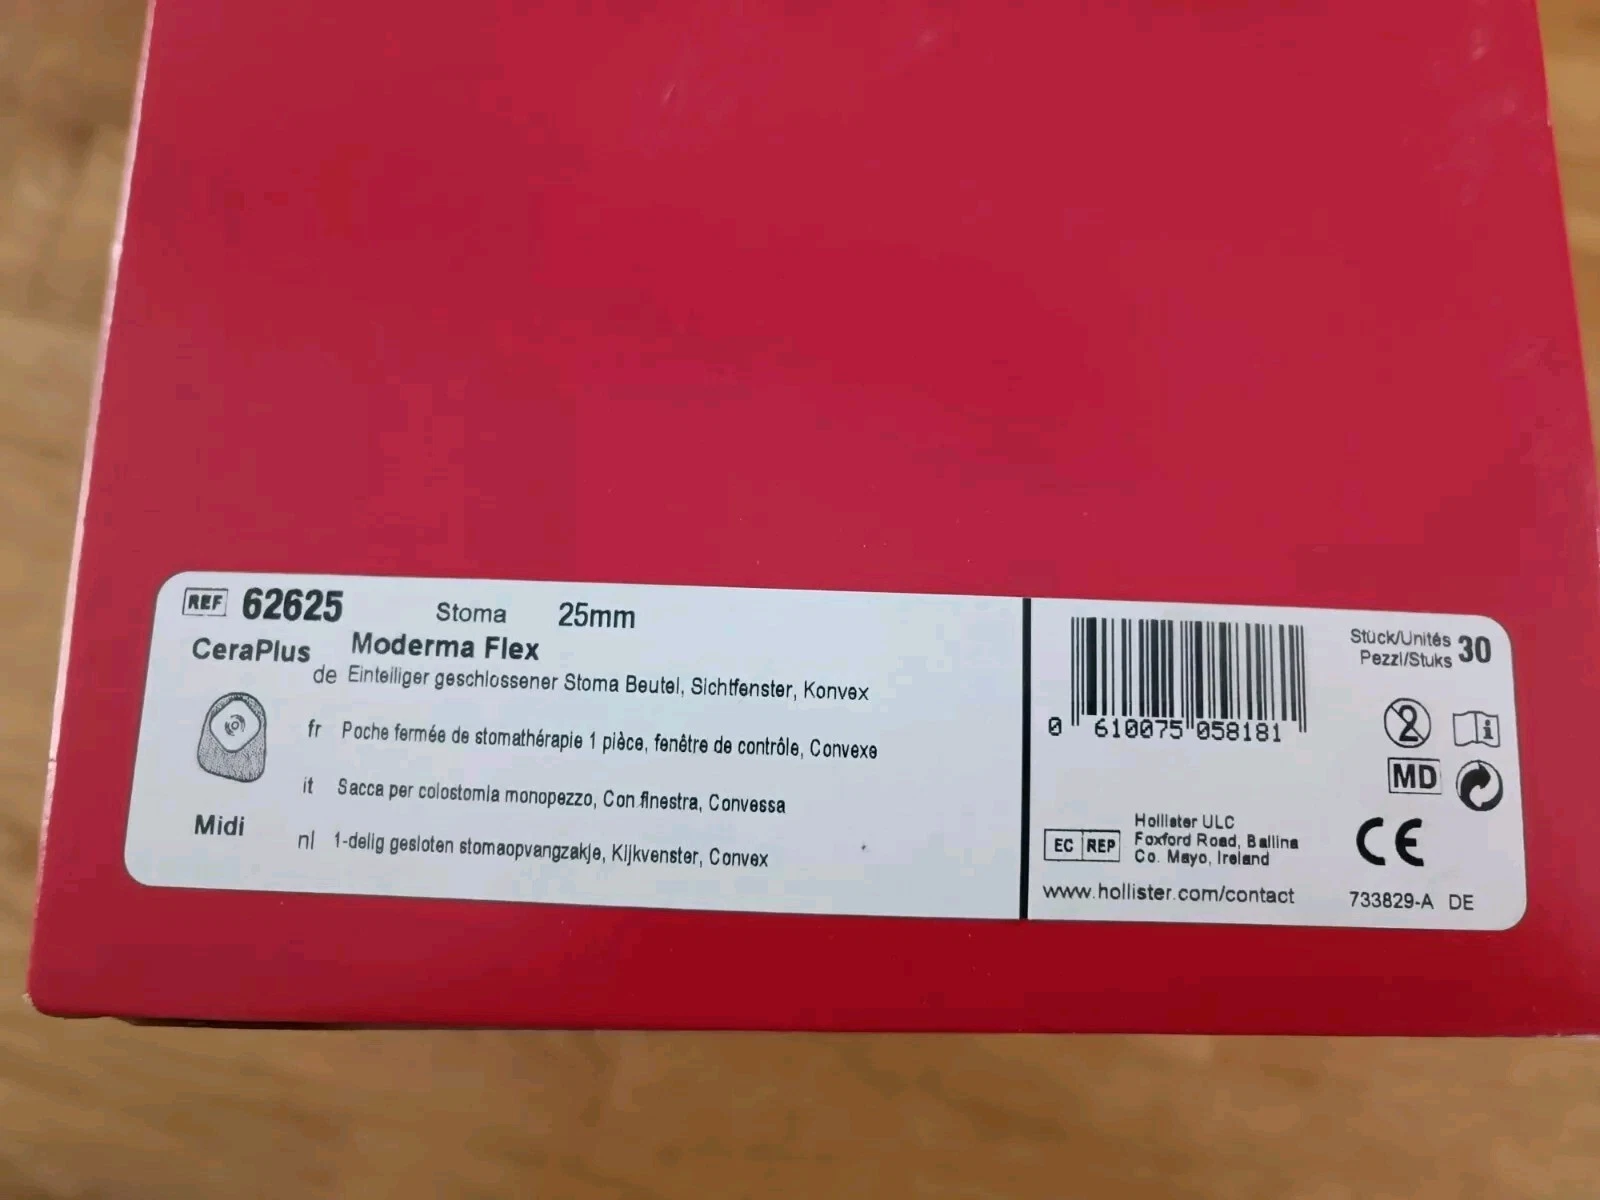 REF 62625 Stoma 25mm
CeraPlus Moderma Flex
de Einteiliger geschlossener Stoma Beutel, Sichtfenster, Konvex
fr Poche fermée de stomathérapie 1 pièce, fenêtre de contrôle, Convexe
it Sacca per colostomia monopezzo, Con finestra, Convessa
Midi
nl 1-delig gesloten stomaopvangzakje, Kijkvenster, Convex
0 610075 058181
Stück/Unités 30
Pezzi/Stuks
2
i
MD
EC REP
Hollister ULC
Foxford Road, Ballina
Co. Mayo, Ireland
CE
www.hollister.com/contact
733829-A DE